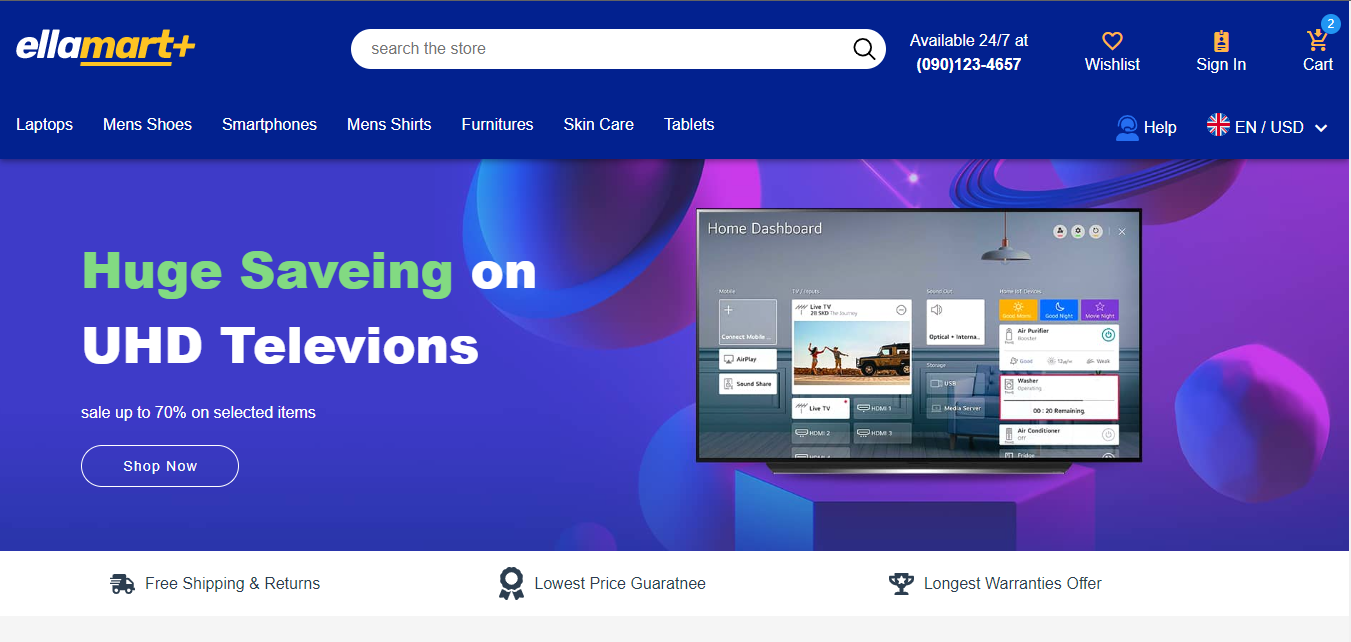 ellamart+
search the store
Available 24/7 at
(090)123-4657
Wishlist
Sign In
2
Cart
Laptops
Mens Shoes
Smartphones
Mens Shirts
Furnitures
Skin Care
Tablets
Help
EN / USD
Huge Saveing on
UHD Televions
sale up to 70% on selected items
Shop Now
Home Dashboard
Mobile
TV / Inputs
Sound Out
Home IoT Devices
Connect Mobile ...
AirPlay
Sound Share
Live TV
28 SKD The Journey
Live TV
HDMI 1
HDMI 2
HDMI 3
Optical + Interna..
Storage
USB
Media Server
Good Night
Movie Night
Air Purifier
Booster
Good
Weak
Washer
Operating
00 : 20 Remaining
Air Conditioner
Off
Fridge
Free Shipping & Returns
Lowest Price Guaratnee
Longest Warranties Offer